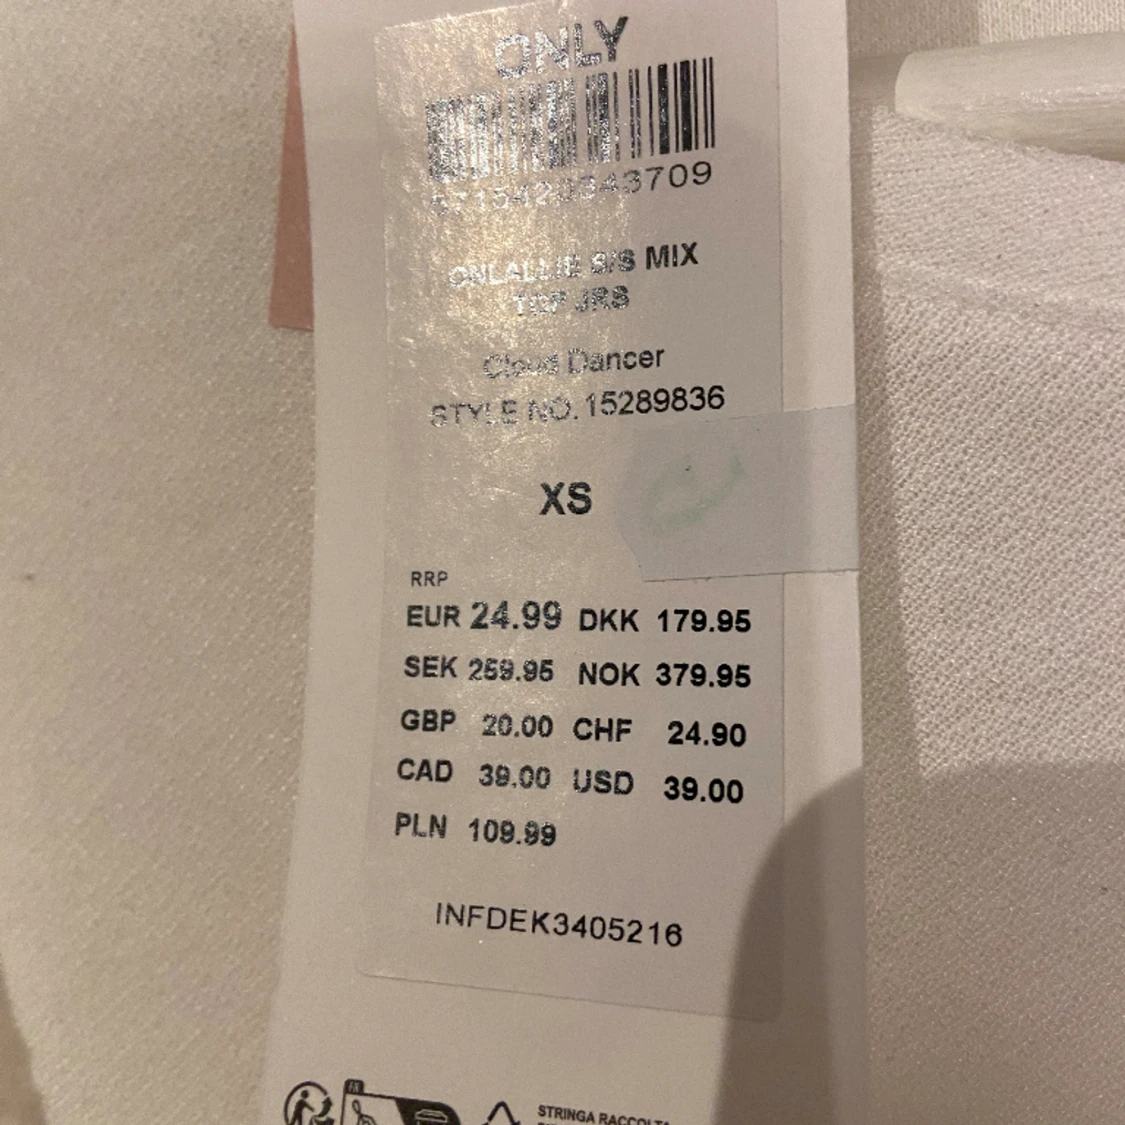 ONLY
5715420343709
ONLALLIE S/S MIX
TOP JRS
Cloud Dancer
STYLE NO. 15289836
XS
RRP
EUR 24.99 DKK 179.95
SEK 259.95 NOK 379.95
GBP 20.00 CHF 24.90
CAD 39.00 USD 39.00
PLN 109.99
INFDEK3405216
FR
STRINGA RACCOLTA